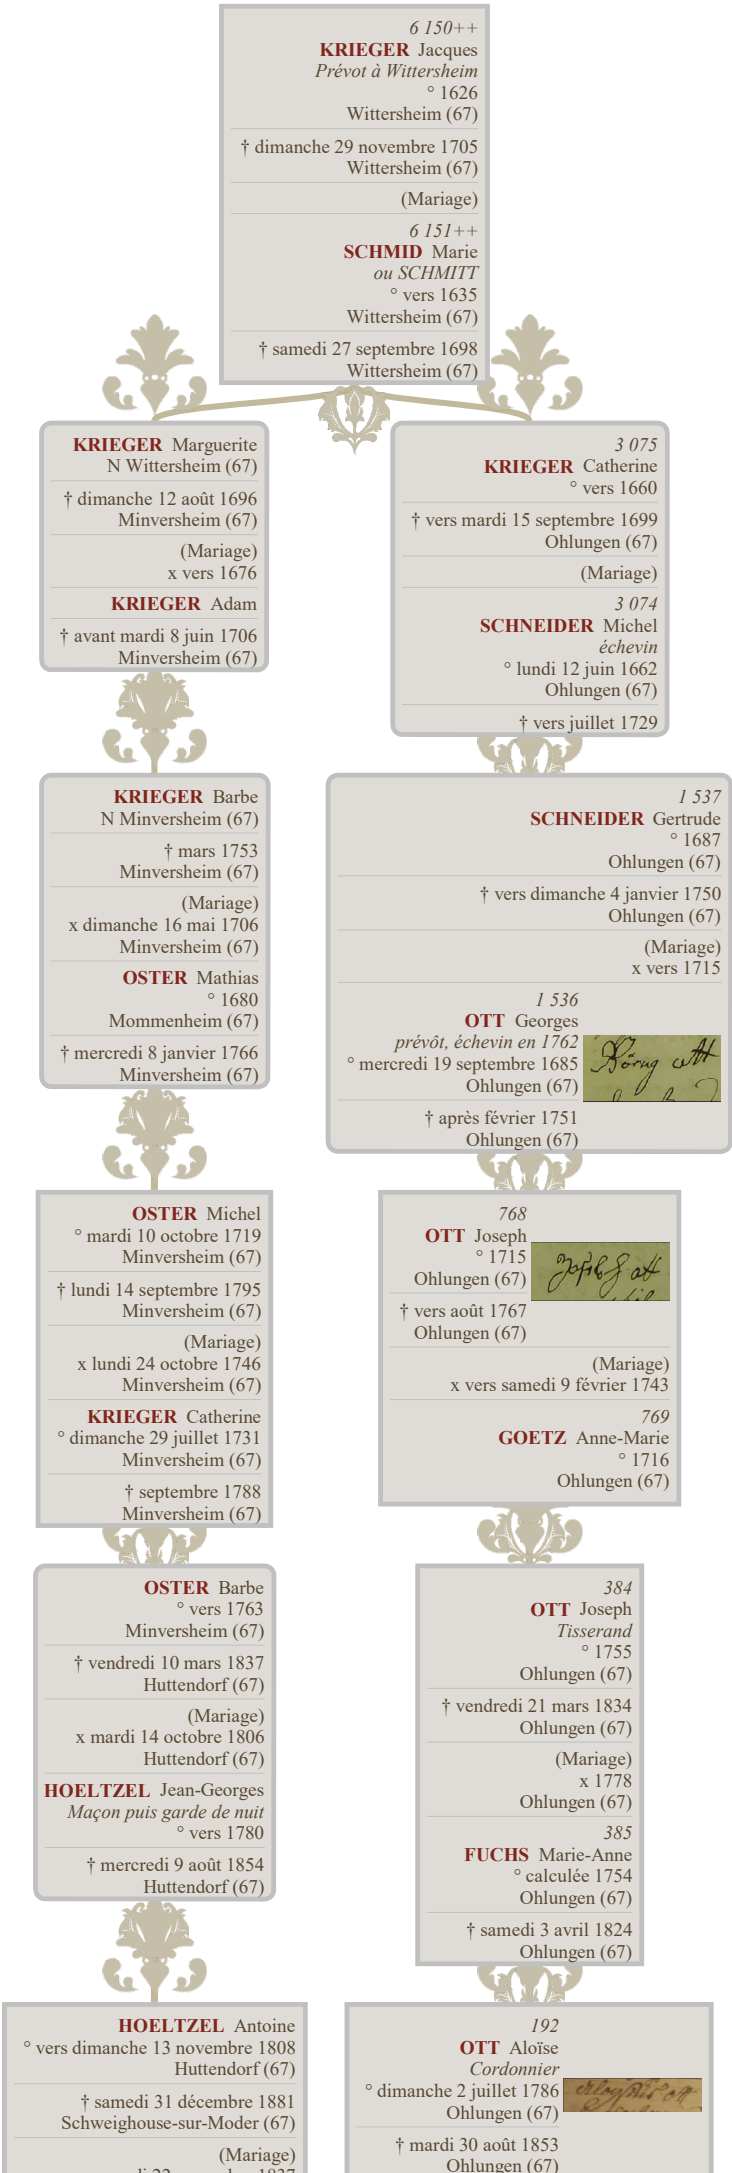 6 150++
KRIEGER Jacques
Prévot à Wittersheim
° 1626
Wittersheim (67)
† dimanche 29 novembre 1705
Wittersheim (67)
(Mariage)
6 151++
SCHMID Marie
ou SCHMITT
° vers 1635
Wittersheim (67)
† samedi 27 septembre 1698
Wittersheim (67)
KRIEGER Marguerite
N Wittersheim (67)
† dimanche 12 août 1696
Minversheim (67)
(Mariage)
x vers 1676
KRIEGER Adam
† avant mardi 8 juin 1706
Minversheim (67)
3 075
KRIEGER Catherine
° vers 1660
† vers mardi 15 septembre 1699
Ohlungen (67)
(Mariage)
3 074
SCHNEIDER Michel
échevin
° lundi 12 juin 1662
Ohlungen (67)
† vers juillet 1729
KRIEGER Barbe
N Minversheim (67)
† mars 1753
Minversheim (67)
(Mariage)
x dimanche 16 mai 1706
Minversheim (67)
OSTER Mathias
° 1680
Mommenheim (67)
† mercredi 8 janvier 1766
Minversheim (67)
1 537
SCHNEIDER Gertrude
° 1687
Ohlungen (67)
† vers dimanche 4 janvier 1750
Ohlungen (67)
(Mariage)
x vers 1715
1 536
OTT Georges
prévôt, échevin en 1762
° mercredi 19 septembre 1685
Ohlungen (67)
† après février 1751
Ohlungen (67)
OSTER Michel
° mardi 10 octobre 1719
Minversheim (67)
† lundi 14 septembre 1795
Minversheim (67)
(Mariage)
x lundi 24 octobre 1746
Minversheim (67)
KRIEGER Catherine
° dimanche 29 juillet 1731
Minversheim (67)
† septembre 1788
Minversheim (67)
768
OTT Joseph
° 1715
Ohlungen (67)
† vers août 1767
Ohlungen (67)
(Mariage)
x vers samedi 9 février 1743
769
GOETZ Anne-Marie
° 1716
Ohlungen (67)
OSTER Barbe
° vers 1763
Minversheim (67)
† vendredi 10 mars 1837
Huttendorf (67)
(Mariage)
x mardi 14 octobre 1806
Huttendorf (67)
HOELTZEL Jean-Georges
Maçon puis garde de nuit
° vers 1780
† mercredi 9 août 1854
Huttendorf (67)
384
OTT Joseph
Tisserand
° 1755
Ohlungen (67)
† vendredi 21 mars 1834
Ohlungen (67)
(Mariage)
x 1778
Ohlungen (67)
385
FUCHS Marie-Anne
° calculée 1754
Ohlungen (67)
† samedi 3 avril 1824
Ohlungen (67)
HOELTZEL Antoine
° vers dimanche 13 novembre 1808
Huttendorf (67)
† samedi 31 décembre 1881
Schweighouse-sur-Moder (67)
(Mariage)
192
OTT Aloïse
Cordonnier
° dimanche 2 juillet 1786
Ohlungen (67)
† mardi 30 août 1853
Ohlungen (67)